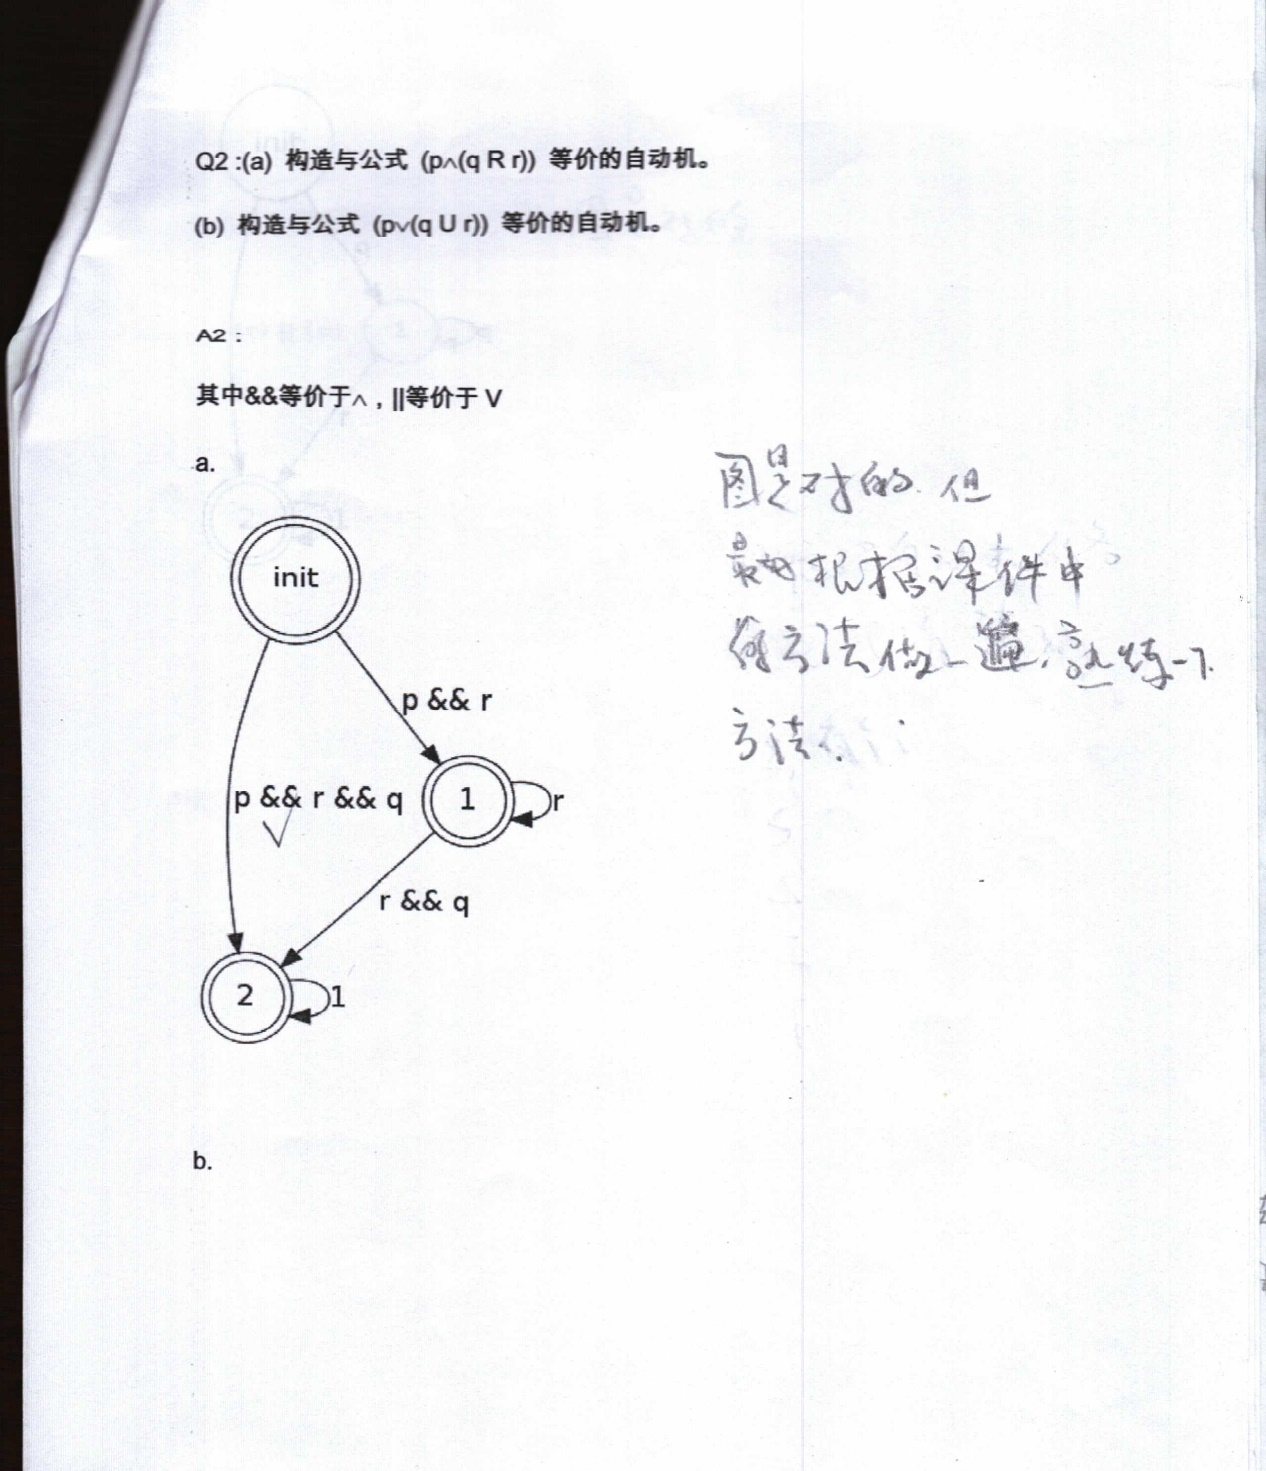 Q2 :(a) 构造与公式 (p∧(q R r)) 等价的自动机。
(b) 构造与公式 (p∨(q U r)) 等价的自动机。
A2 :
其中&&等价于∧ , ||等价于 V
a.
图是对的. 但
最好根据课件中
的方法做一遍, 熟练一下
方法.
init
p && r
p && r && q
1
r
r && q
2
1
b.